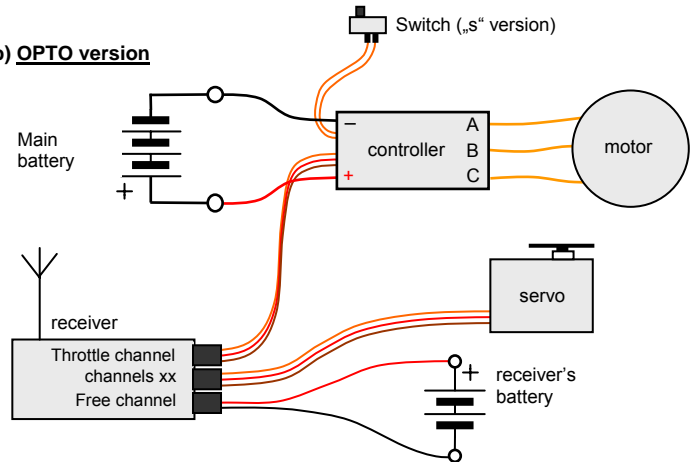 Switch („s“ version)
b) OPTO version
Main
battery
+
–
+
controller
A
B
C
motor
servo
receiver
Throttle channel
channels xx
Free channel
+
receiver's
battery